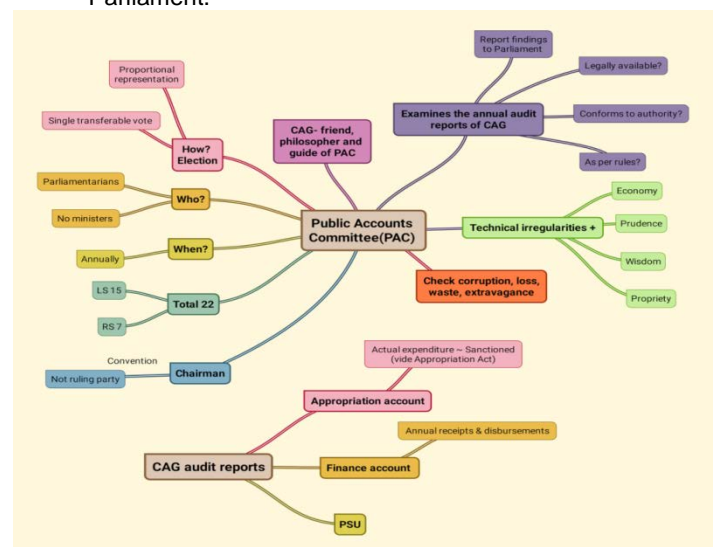 Parliament.
Report findings
to Parliament
Proportional
representation
Legally available?
Single transferable vote
CAG- friend,
philosopher and
guide of PAC
Examines the annual audit
reports of CAG
Conforms to authority?
How?
Election
As per rules?
Parliamentarians
Who?
No ministers
Economy
Public Accounts
Committee(PAC)
Technical irregularities +
Prudence
When?
Annually
Wisdom
Check corruption, loss,
waste, extravagance
LS 15
Total 22
RS 7
Propriety
Convention
Not ruling party
Chairman
Actual expenditure ~ Sanctioned
(vide Appropriation Act)
Appropriation account
Annual receipts & disbursements
CAG audit reports
Finance account
PSU